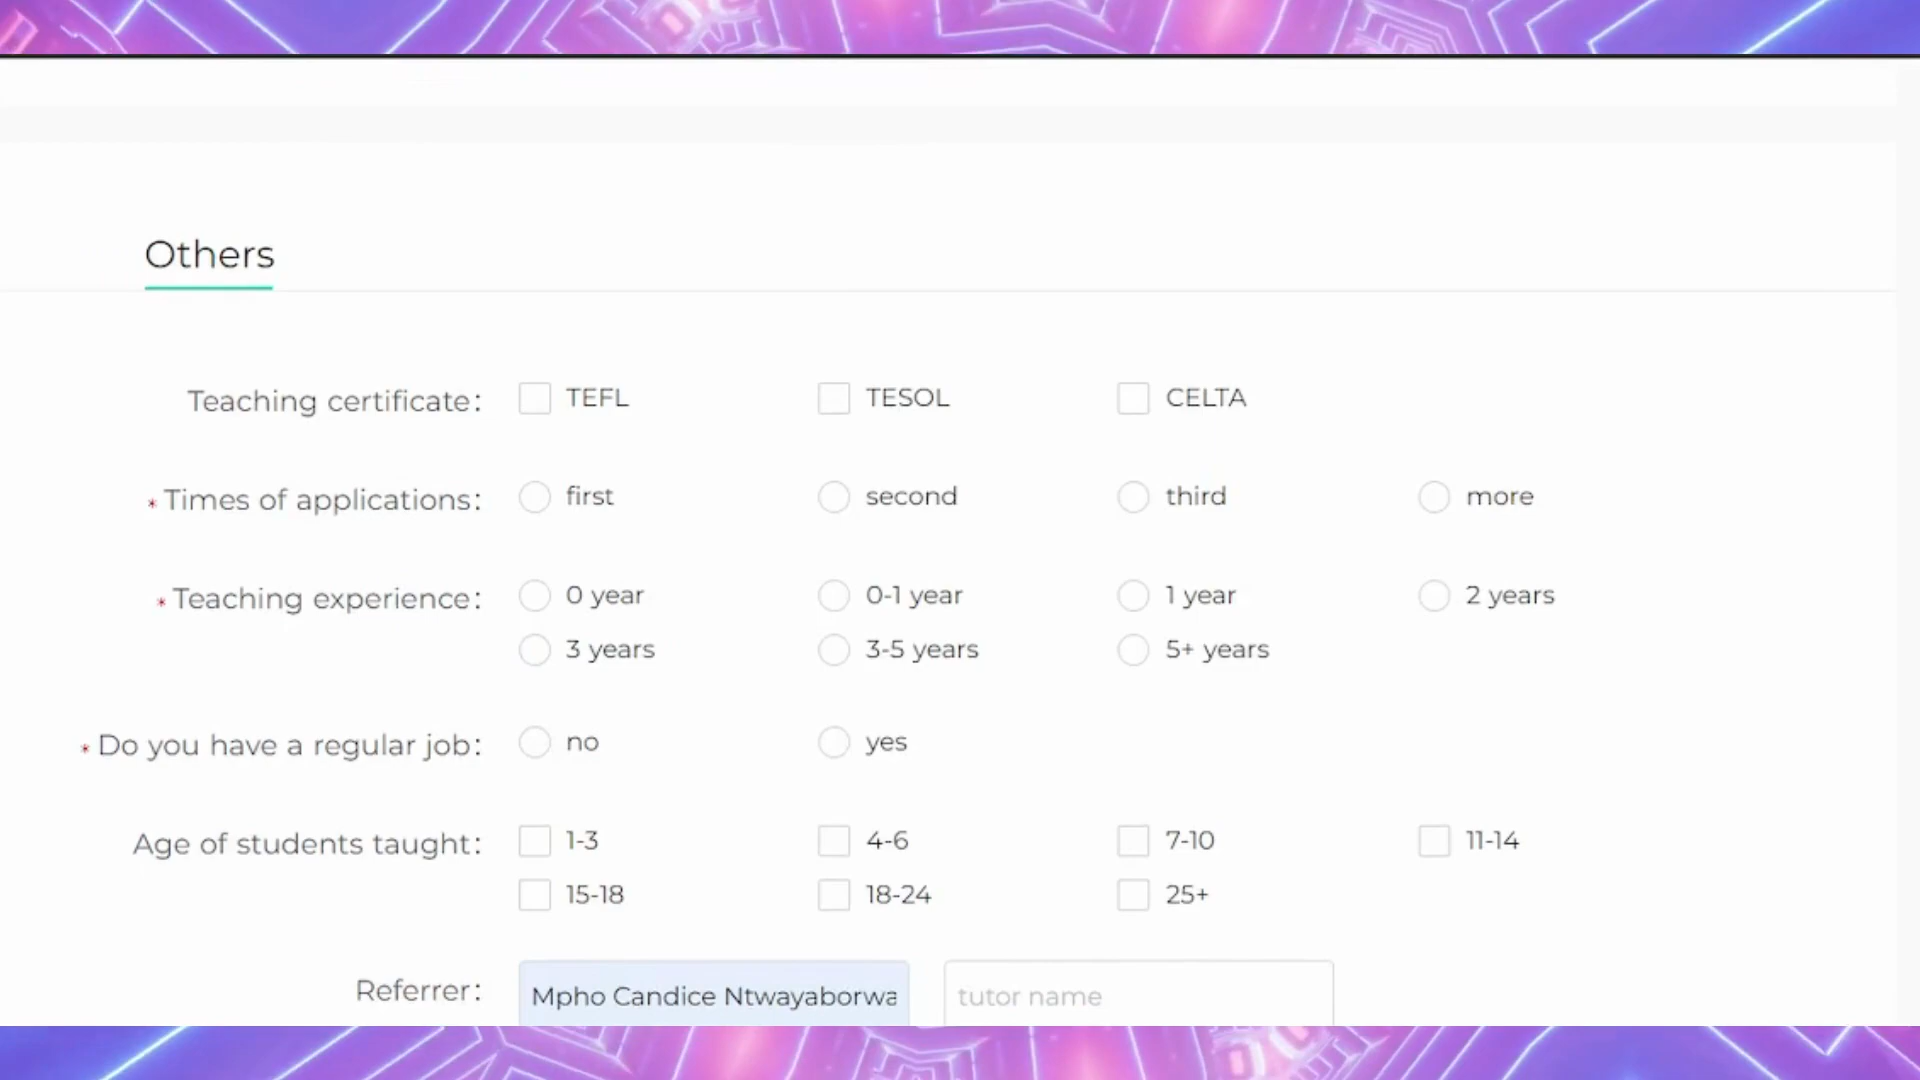 Others
Teaching certificate: TEFL TESOL CELTA
* Times of applications: first second third more
* Teaching experience: 0 year 0-1 year 1 year 2 years
3 years 3-5 years 5+ years
* Do you have a regular job: no yes
Age of students taught: 1-3 4-6 7-10 11-14
15-18 18-24 25+
Referrer: Mpho Candice Ntwayaborwa tutor name